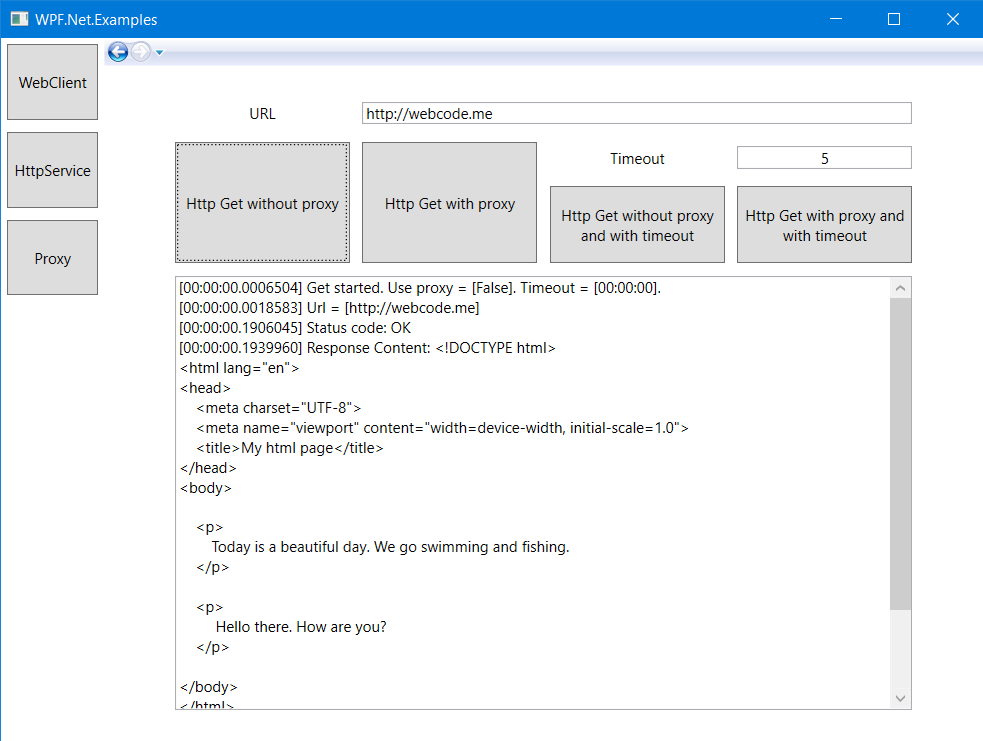 WPF.Net.Examples
WebClient
HttpService
Proxy
URL
http://webcode.me
Http Get without proxy
Http Get with proxy
Timeout
5
Http Get without proxy
and with timeout
Http Get with proxy and
with timeout
[00:00:00.0006504] Get started. Use proxy = [False]. Timeout = [00:00:00].
[00:00:00.0018583] Url = [http://webcode.me]
[00:00:00.1906045] Status code: OK
[00:00:00.1939960] Response Content: <!DOCTYPE html>
<html lang="en">
<head>
<meta charset="UTF-8">
<meta name="viewport" content="width=device-width, initial-scale=1.0">
<title>My html page</title>
</head>
<body>
<p>
Today is a beautiful day. We go swimming and fishing.
</p>
<p>
Hello there. How are you?
</p>
</body>
</html>